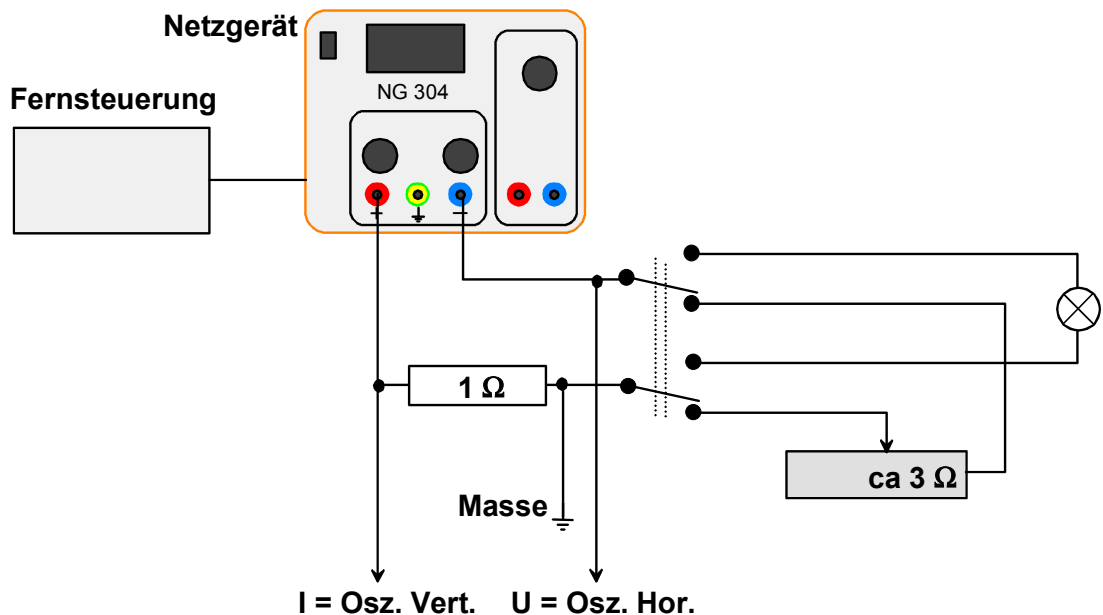 Netzgerät
NG 304
Fernsteuerung
+ −
1 Ω
ca 3 Ω
Masse
I = Osz. Vert. U = Osz. Hor.